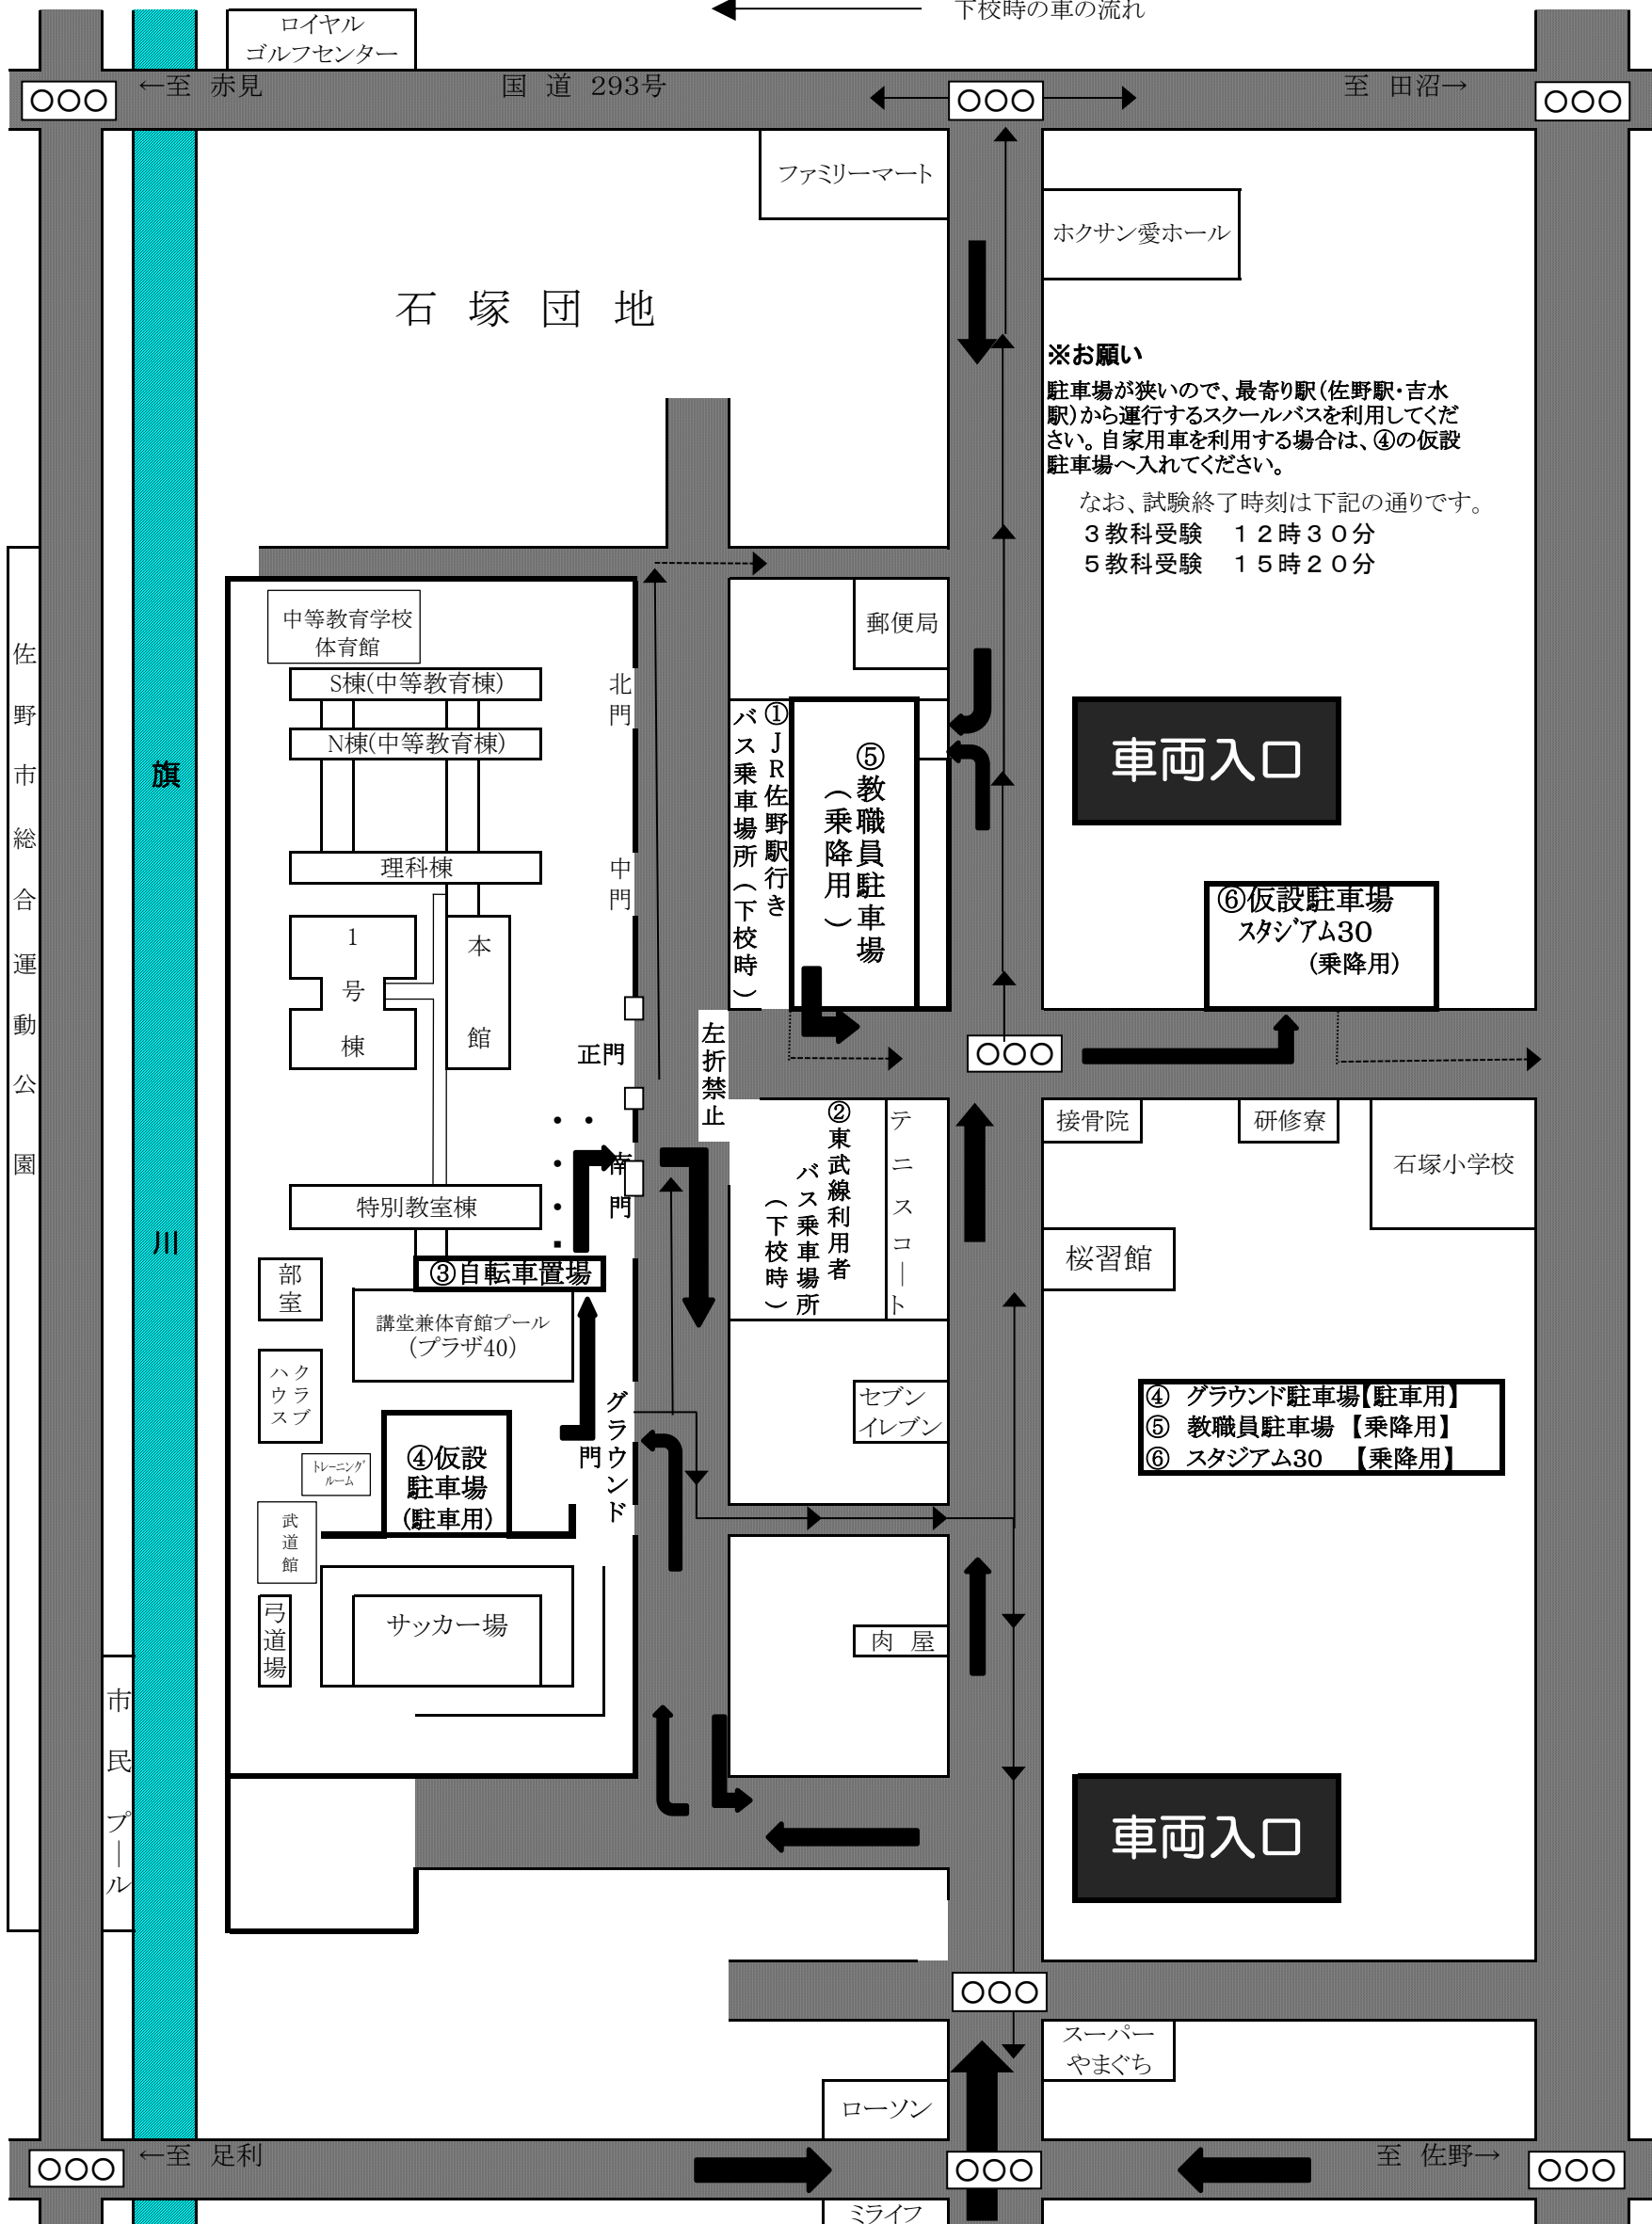 下校時の車の流れ
ロイヤル
ゴルフセンター
←至 赤見
国 道 293号
至 田沼→
ファミリーマート
ホクサン愛ホール
石 塚 団 地
※お願い
駐車場が狭いので、最寄り駅（佐野駅・吉水
駅）から運行するスクールバスを利用してくだ
さい。自家用車を利用する場合は、④の仮設
駐車場へ入れてください。
なお、試験終了時刻は下記の通りです。
３教科受験　１２時３０分
５教科受験　１５時２０分
佐野市総合運動公園
旗川
中等教育学校
体育館
S棟(中等教育棟)
N棟(中等教育棟)
理科棟
1号棟
本館
特別教室棟
北門
中門
正門
南門
郵便局
①ＪＲ佐野駅行き
バス乗車場所（下校時）
⑤教職員駐車場
（乗降用）
車両入口
⑥仮設駐車場
スタジアム30
(乗降用)
左折禁止
②東武線利用者
バス乗車場所
（下校時）
テニスコート
接骨院
研修寮
石塚小学校
桜習館
③自転車置場
部室
講堂兼体育館プール
（プラザ40）
クラブ
ハウス
トレーニング
ルーム
④仮設
駐車場
(駐車用)
グラウンド
門
武道館
弓道場
サッカー場
セブン
イレブン
④　グラウンド駐車場【駐車用】
⑤　教職員駐車場　【乗降用】
⑥　スタジアム30　【乗降用】
肉　屋
市民プール
車両入口
スーパー
やまぐち
ローソン
←至 足利
至 佐野→
ミライフ